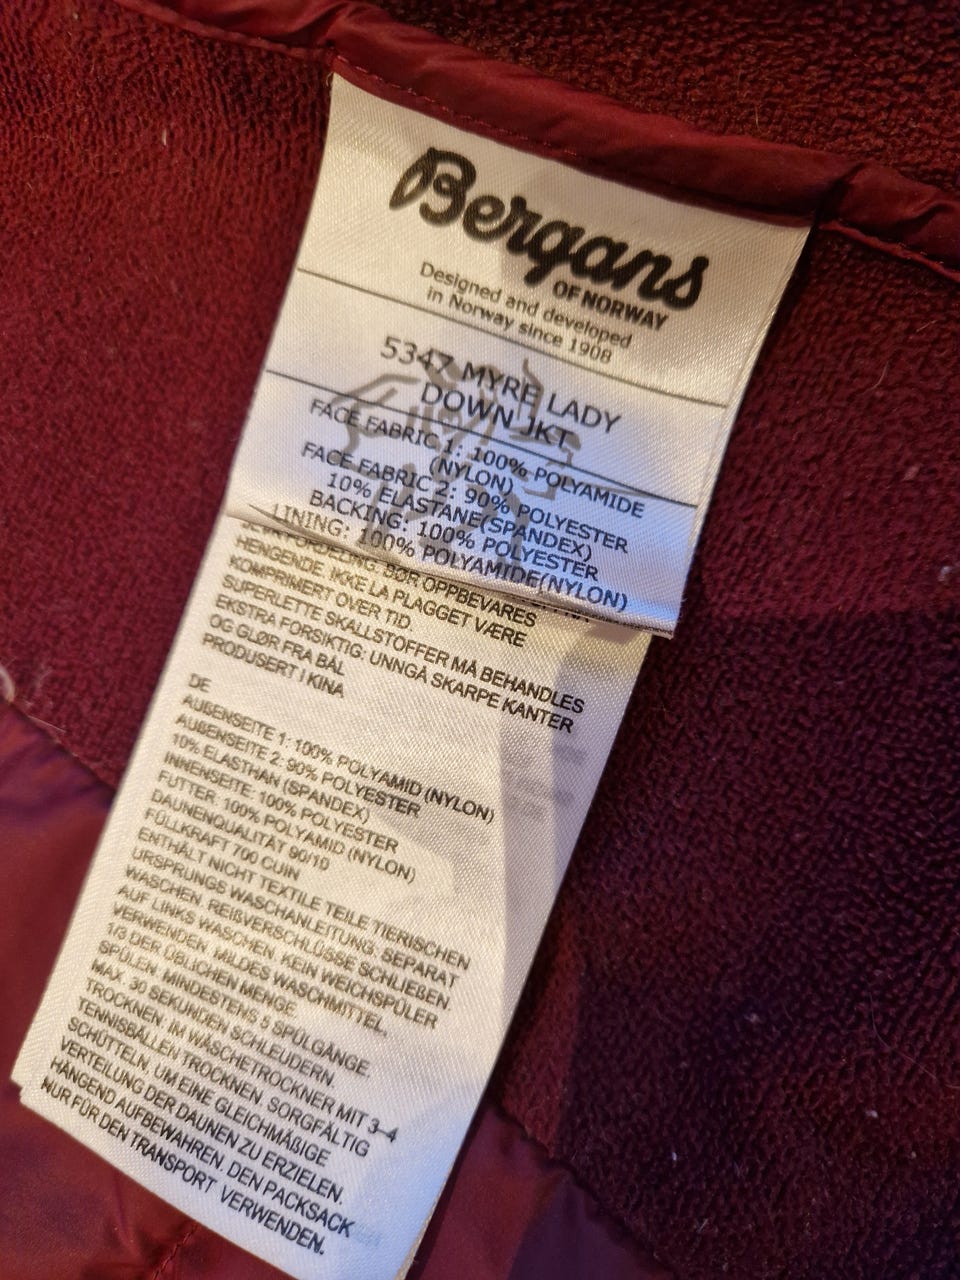 Bergans
OF NORWAY
Designed and developed
in Norway since 1908
5347 MYRE LADY
DOWN JKT
FACE FABRIC 1: 100% POLYAMIDE
(NYLON)
FACE FABRIC 2: 90% POLYESTER
10% ELASTANE(SPANDEX)
BACKING: 100% POLYESTER
LINING: 100% POLYAMIDE(NYLON)
BØR OPPBEVARES
HENGENDE. IKKE LA PLAGGET VÆRE
KOMPRIMERT OVER TID
SUPERLETTE SKALLSTOFFER MÅ BEHANDLES
EKSTRA FORSIKTIG: UNNGÅ SKARPE KANTER
OG GLØR FRA BÅL
PRODUSERT I KINA
DE
AUßENSEITE 1: 100% POLYAMID (NYLON)
AUßENSEITE 2: 90% POLYESTER
10% ELASTHAN (SPANDEX)
INNENSEITE: 100% POLYESTER
FUTTER: 100% POLYAMID (NYLON)
DAUNENQUALITÄT 90/10
FÜLLKRAFT 700 CUIN
ENTHÄLT NICHT TEXTILE TEILE TIERISCHEN
URSPRUNGS WASCHANLEITUNG: SEPARAT
WASCHEN. REIßVERSCHLÜSSE SCHLIEßEN.
AUF LINKS WASCHEN. KEIN WEICHSPÜLER
VERWENDEN. MILDES WASCHMITTEL,
1/3 DER ÜBLICHEN MENGE.
SPÜLEN: MINDESTENS 5 SPÜLGÄNGE.
MAX. 30 SEKUNDEN SCHLEUDERN.
TROCKNEN: IM WÄSCHETROCKNER MIT 3-4
TENNISBÄLLEN TROCKNEN. SORGFÄLTIG
SCHÜTTELN, UM EINE GLEICHMÄßIGE
VERTEILUNG DER DAUNEN ZU ERZIELEN.
HÄNGEND AUFBEWAHREN. DEN PACKSACK
NUR FÜR DEN TRANSPORT VERWENDEN.